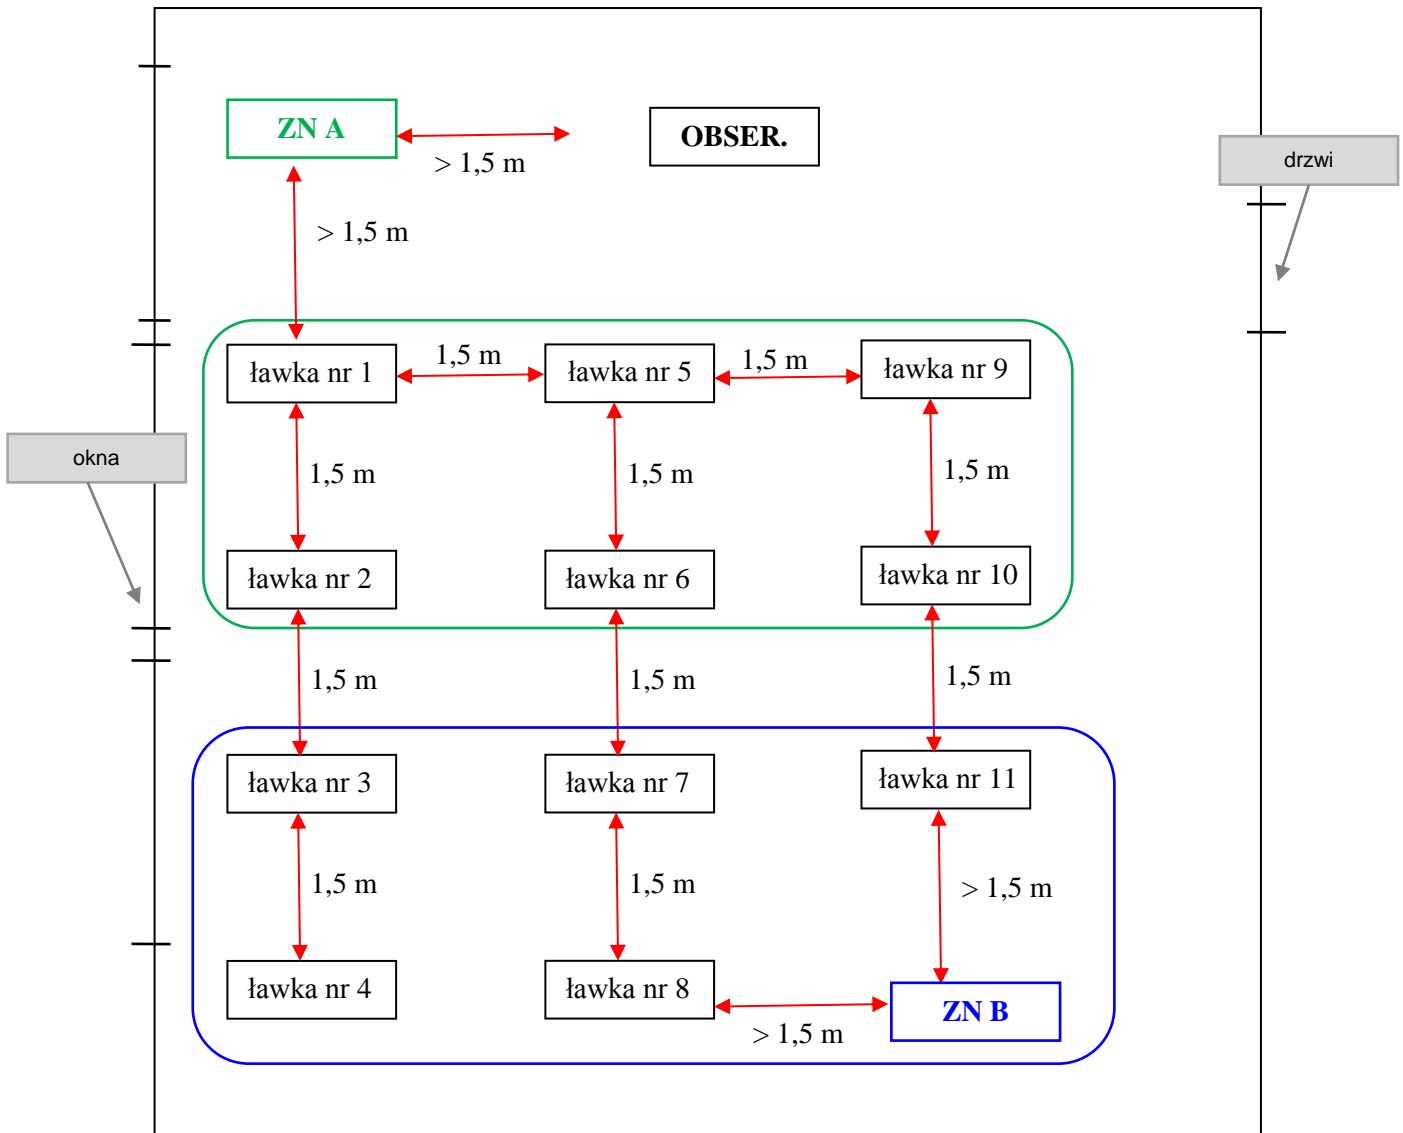 ZN A
OBSER.
> 1,5 m
drzwi
> 1,5 m
ławka nr 1
1,5 m
ławka nr 5
1,5 m
ławka nr 9
okna
1,5 m
1,5 m
1,5 m
ławka nr 2
ławka nr 6
ławka nr 10
1,5 m
1,5 m
1,5 m
ławka nr 3
ławka nr 7
ławka nr 11
1,5 m
1,5 m
> 1,5 m
ławka nr 4
ławka nr 8
> 1,5 m
ZN B